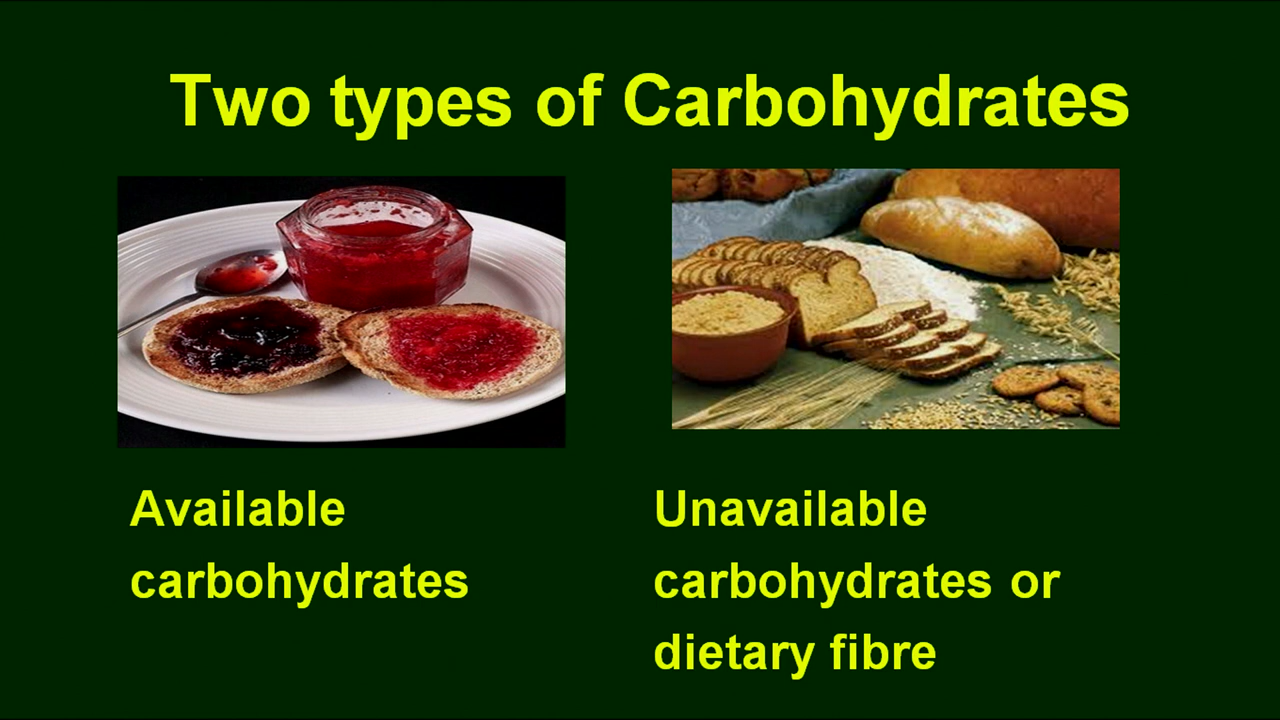 Two types of Carbohydrates
Available
carbohydrates
Unavailable
carbohydrates or
dietary fibre